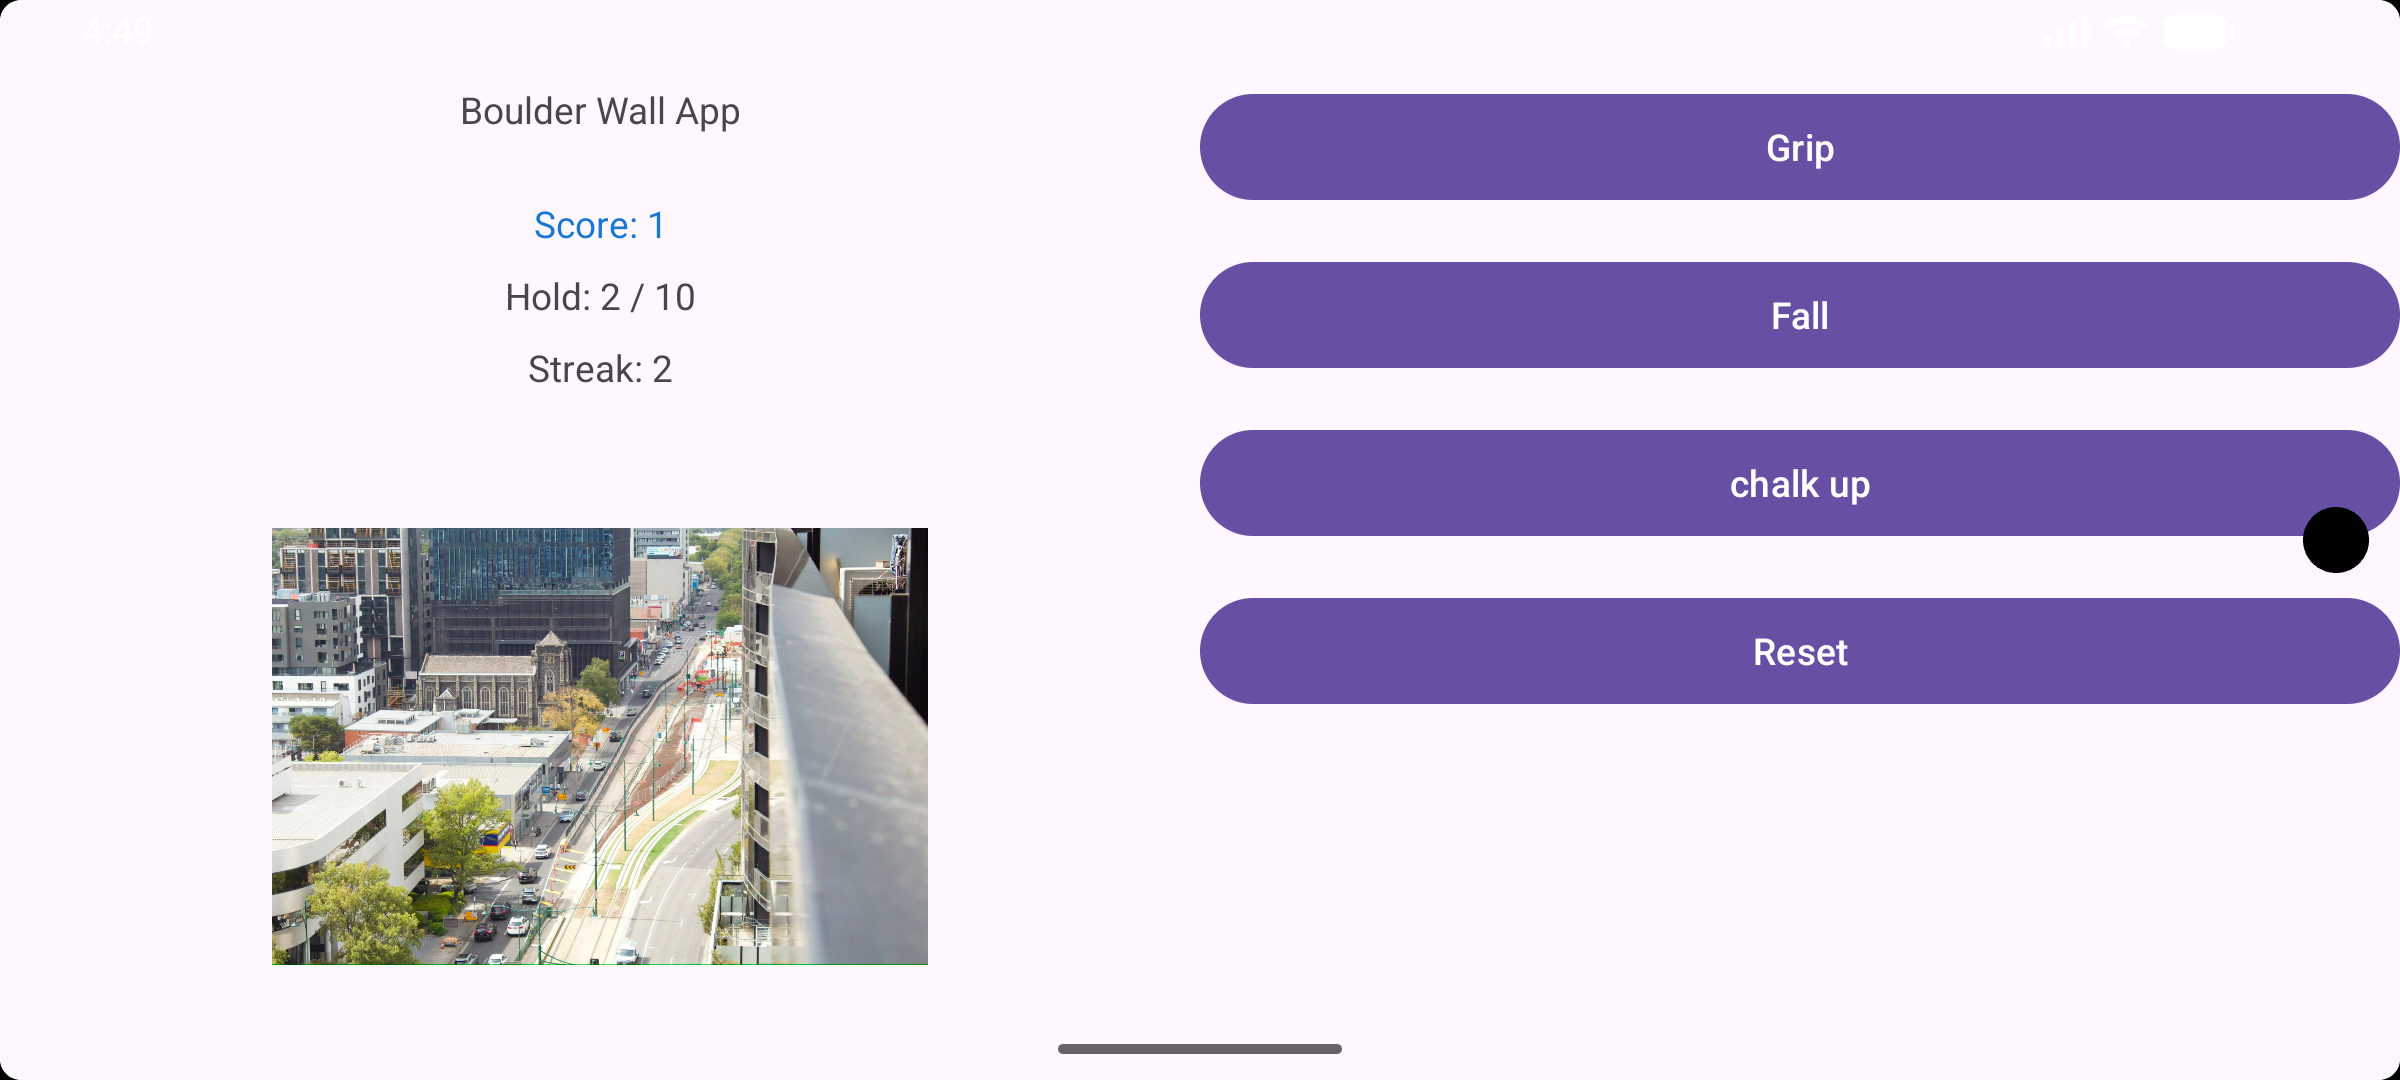 4:49
Boulder Wall App
Score: 1
Hold: 2 / 10
Streak: 2
Grip
Fall
chalk up
Reset